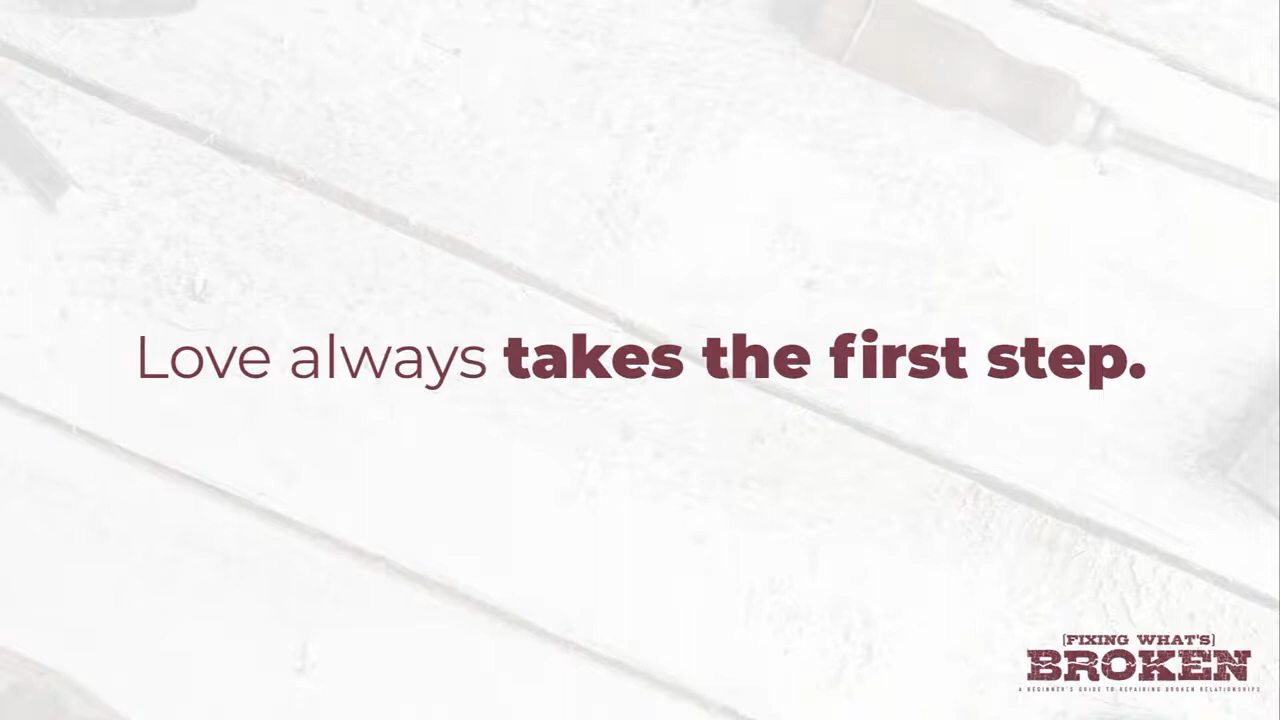 Love always takes the first step.
[FIXING WHAT'S]
BROKEN
A BEGINNER'S GUIDE TO REPAIRING BROKEN RELATIONSHIPS